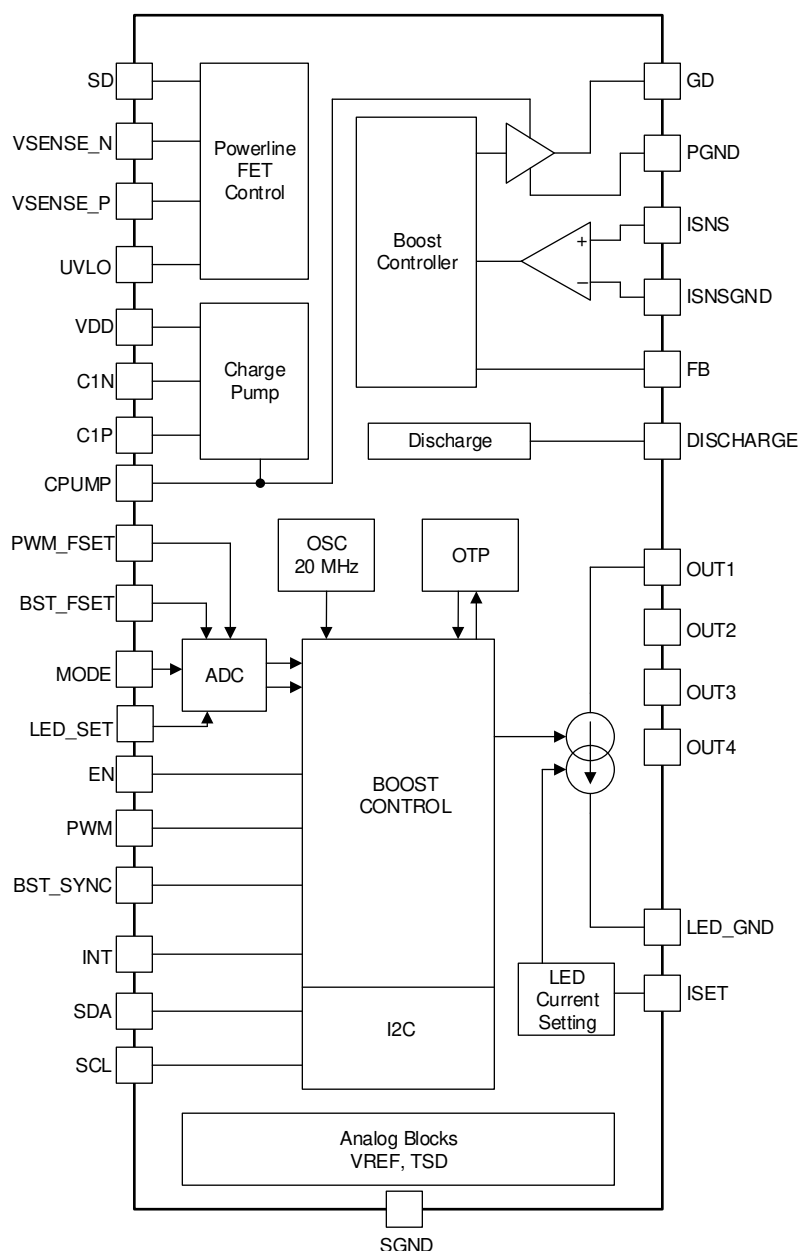 SD
VSENSE_N
VSENSE_P
UVLO
VDD
C1N
C1P
CPUMP
PWM_FSET
BST_FSET
MODE
LED_SET
EN
PWM
BST_SYNC
INT
SDA
SCL
Powerline
FET
Control
Charge
Pump
Boost
Controller
+
−
Discharge
OSC
20 MHz
OTP
ADC
BOOST
CONTROL
I2C
LED
Current
Setting
Analog Blocks
VREF, TSD
GD
PGND
ISNS
ISNSGND
FB
DISCHARGE
OUT1
OUT2
OUT3
OUT4
LED_GND
ISET
SGND